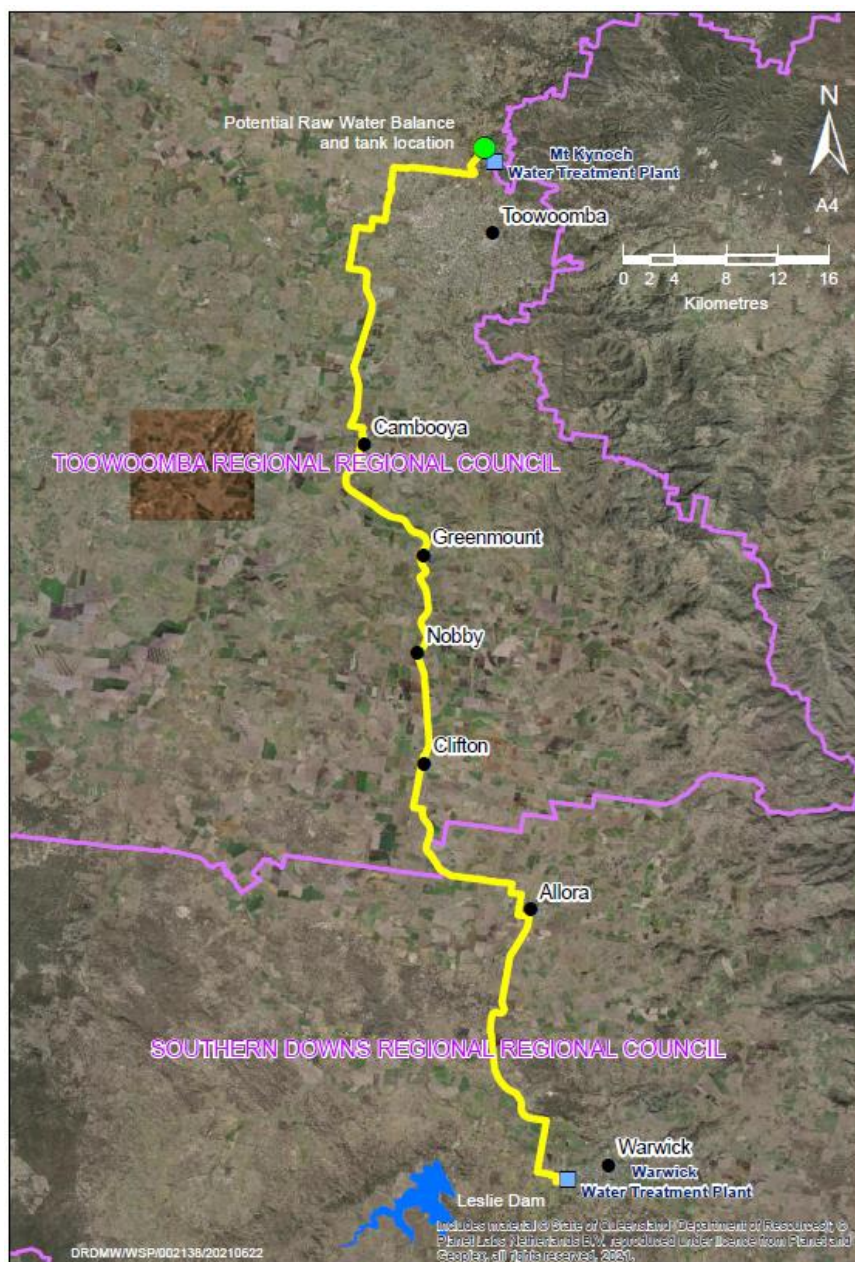 Potential Raw Water Balance
and tank location
N
Mt Kynoch
Water Treatment Plant
A4
Toowoomba
0 2 4 8 12 16
Kilometres
Cambooya
TOOWOOMBA REGIONAL REGIONAL COUNCIL
Greenmount
Nobby
Clifton
Allora
SOUTHERN DOWNS REGIONAL REGIONAL COUNCIL
Warwick
Warwick
Water Treatment Plant
Leslie Dam
Includes material © State of Queensland (Department of Resources); ©
Planet Labs Netherlands B.V. reproduced under licence from Planet and
Geoplex, all rights reserved, 2021.
DRDMW/WSP/002138/20210622